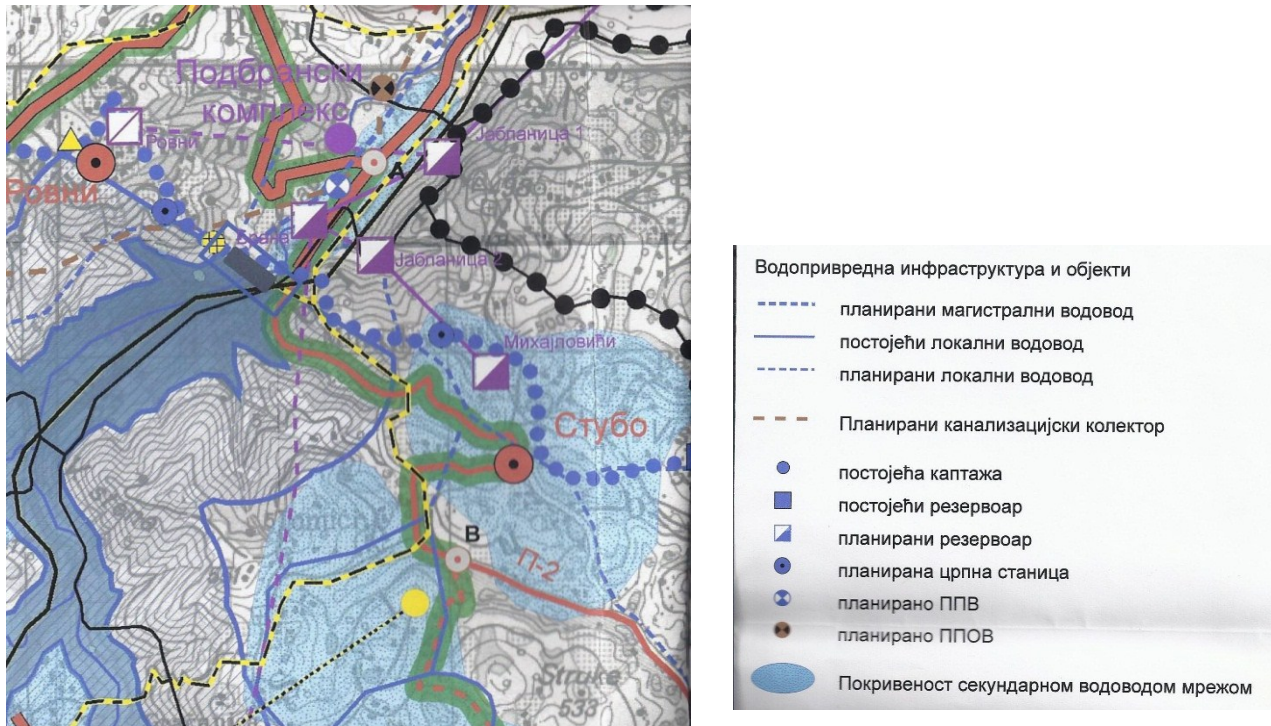 Rovni
Подбрански
комплекс
Ровни
Јабланица 1
А
Ровни
Брана
Јабланица 2
Михајловићи
Стубо
В
П-2
Stubo
533
Водопривредна инфраструктура и објекти
планирани магистрални водовод
постојећи локални водовод
планирани локални водовод
Планирани канализацијски колектор
постојећа каптажа
постојећи резервоар
планирани резервоар
планирана црпна станица
планирано ППВ
планирано ППОВ
Покривеност секундарном водоводом мрежом